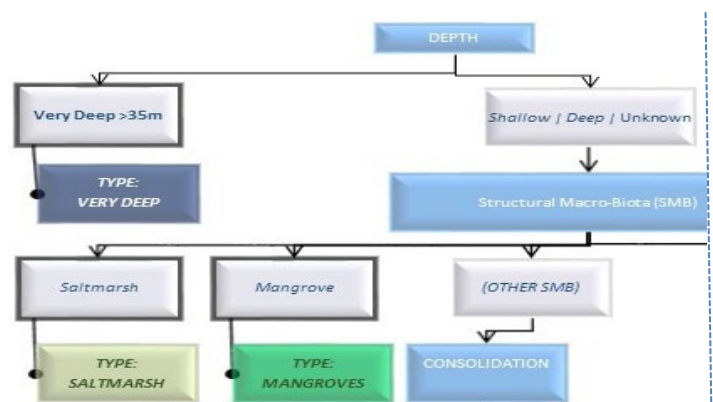 DEPTH
Very Deep >35m
Shallow | Deep | Unknown
TYPE:
VERY DEEP
Structural Macro-Biota (SMB)
Saltmarsh
Mangrove
(OTHER SMB)
TYPE:
SALTMARSH
TYPE:
MANGROVES
CONSOLIDATION